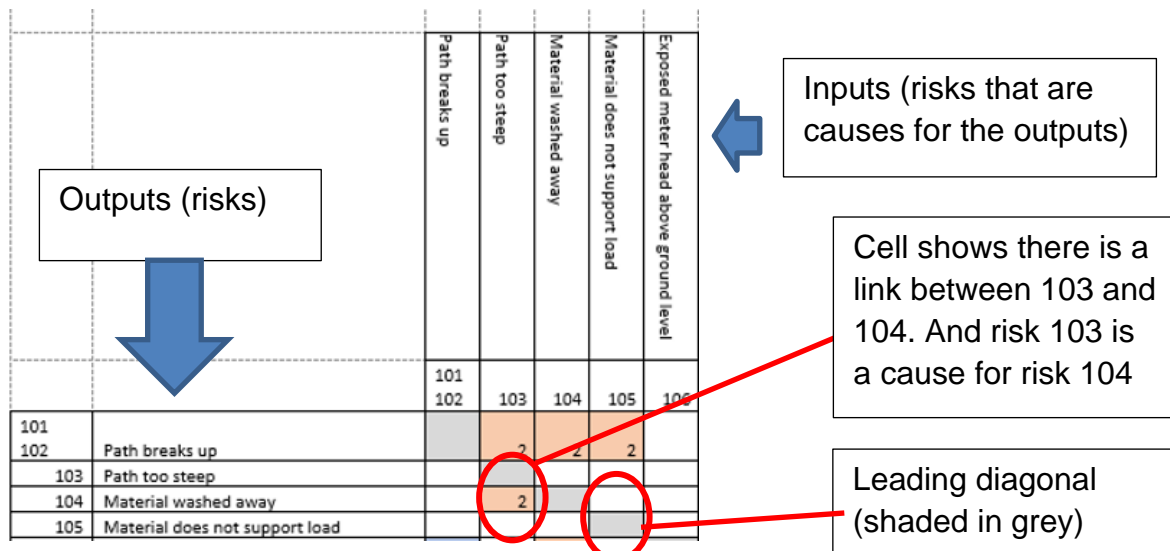 Path breaks up
Path too steep
Material washed away
Material does not support load
Exposed meter head above ground level
Inputs (risks that are
causes for the outputs)
Outputs (risks)
Cell shows there is a
link between 103 and
104. And risk 103 is
a cause for risk 104
101
102 103 104 105 106
101
102 Path breaks up 2 2 2
103 Path too steep
104 Material washed away 2
105 Material does not support load
Leading diagonal
(shaded in grey)